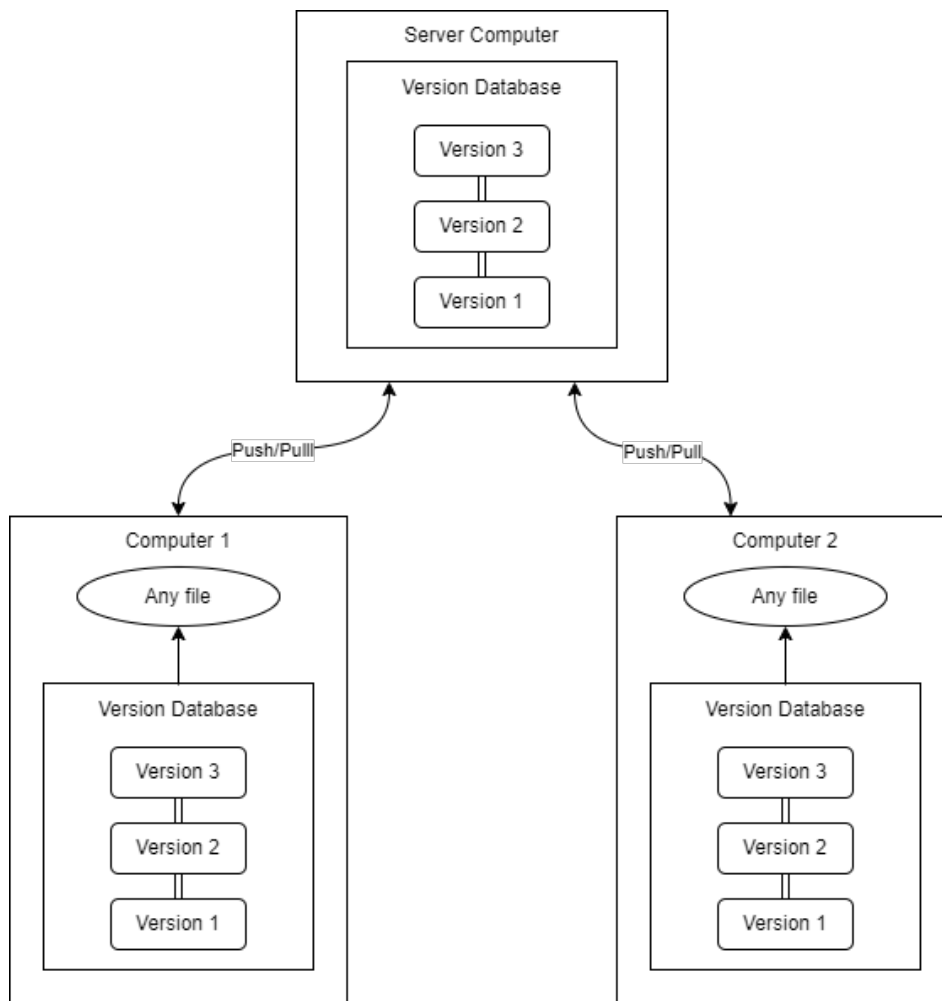 Server Computer
Version Database
Version 3
Version 2
Version 1
Push/Pulll
Push/Pull
Computer 1
Any file
Version Database
Version 3
Version 2
Version 1
Computer 2
Any file
Version Database
Version 3
Version 2
Version 1